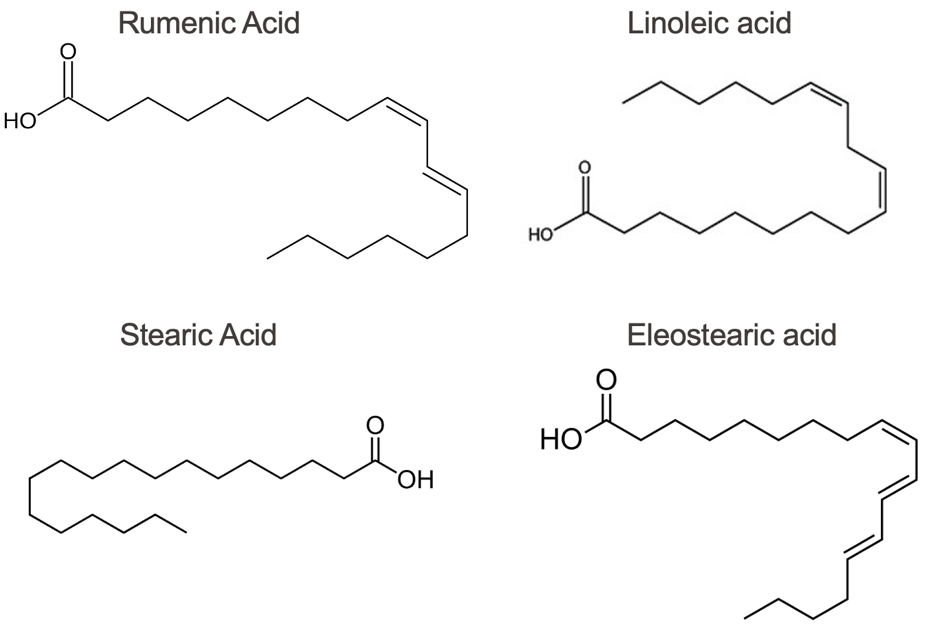 Rumenic Acid
Linoleic acid
O
HO
O
HO
Stearic Acid
Eleostearic acid
O
OH
O
HO